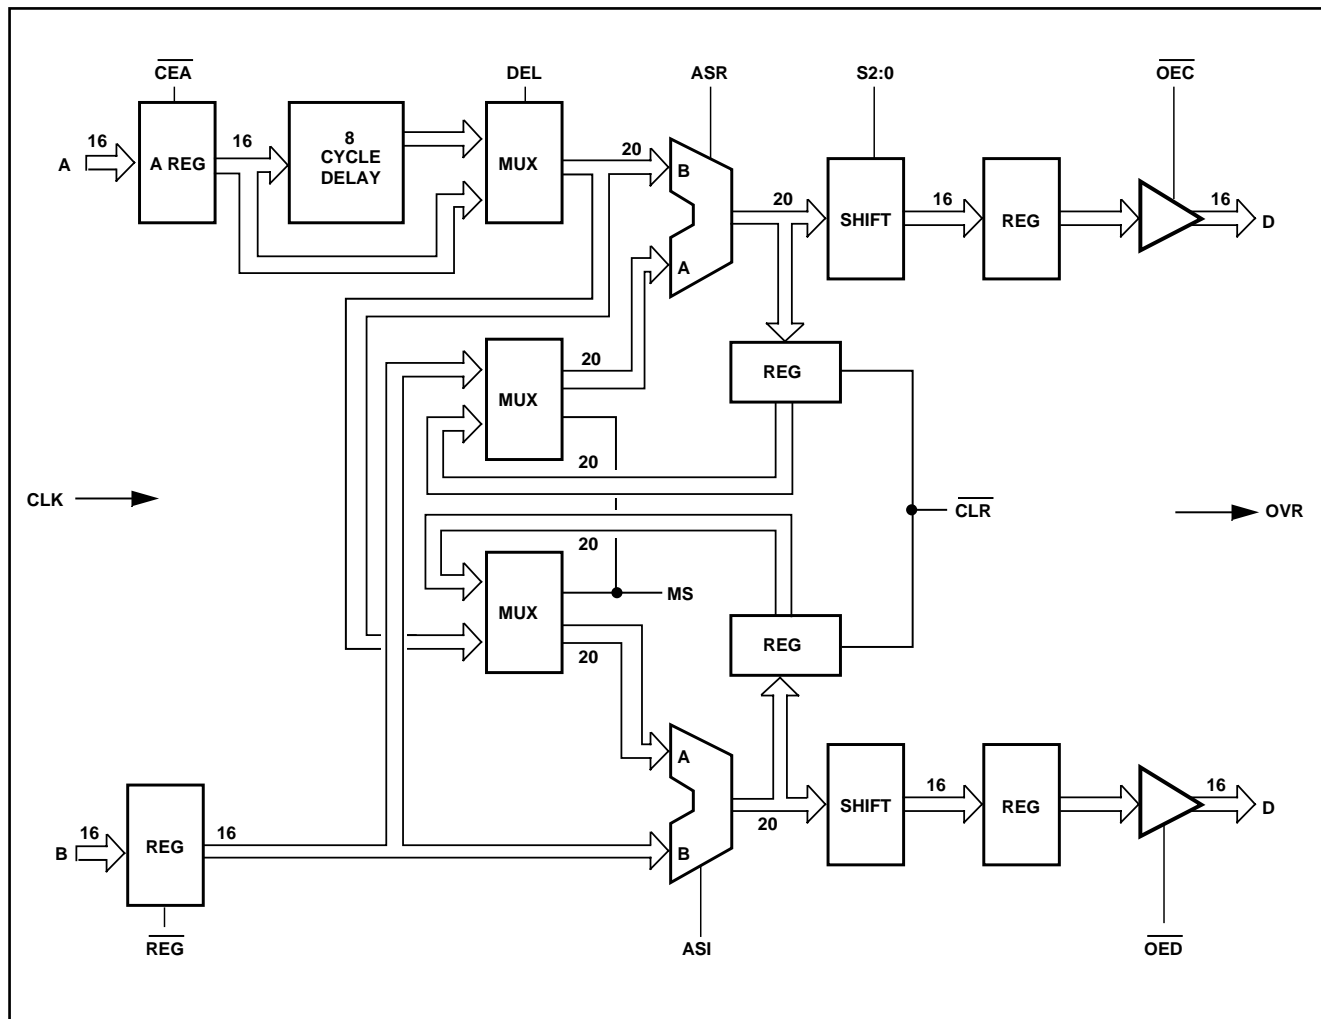 CEA
DEL
ASR
S2:0
OEC
16
A
A REG
16
8
CYCLE
DELAY
MUX
20
B
A
20
SHIFT
16
REG
16
D
MUX
20
20
REG
CLK
CLR
OVR
20
MUX
MS
20
REG
B
16
REG
16
REG
A
B
ASI
20
SHIFT
16
REG
16
D
OED